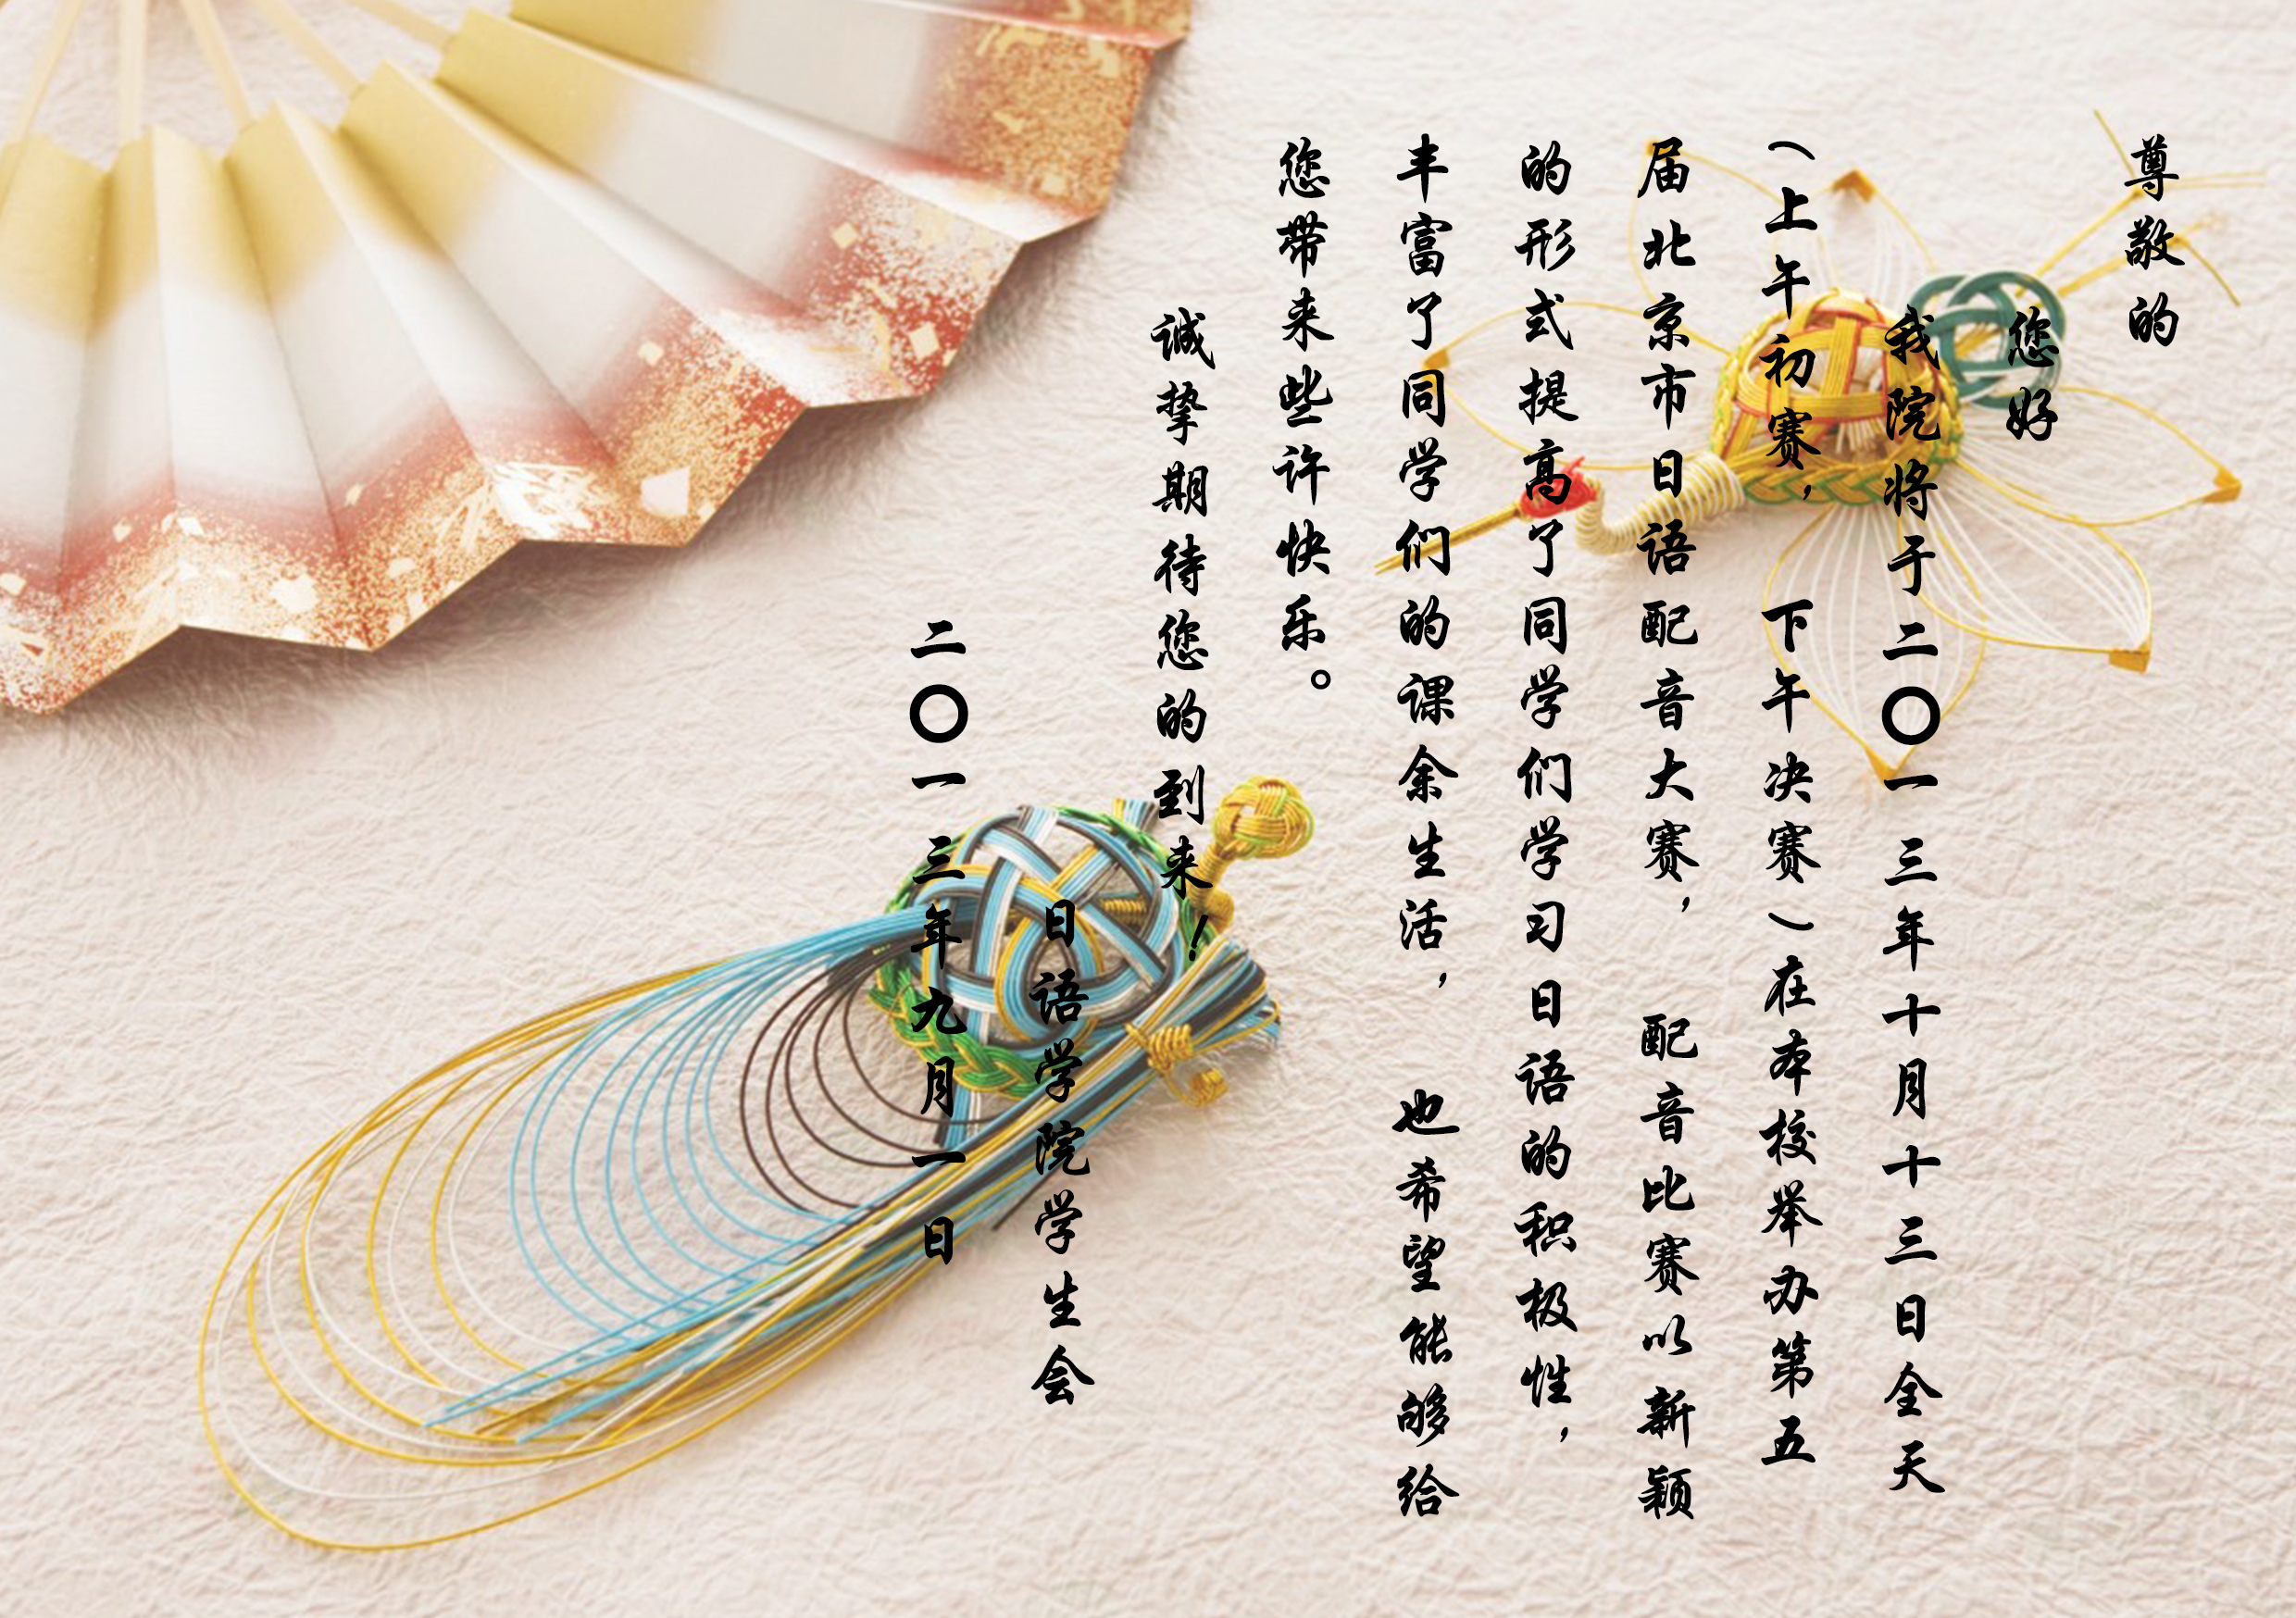 尊敬的
您好
我院将于二〇一三年十月十三日全天
（上午初赛，下午决赛）在本校举办第五
届北京市日语配音大赛，配音比赛以新颖
的形式提高了同学们学习日语的积极性，
丰富了同学们的课余生活，也希望能够给
您带来些许快乐。
诚挚期待您的到来！
日语学院学生会
二〇一三年九月一日